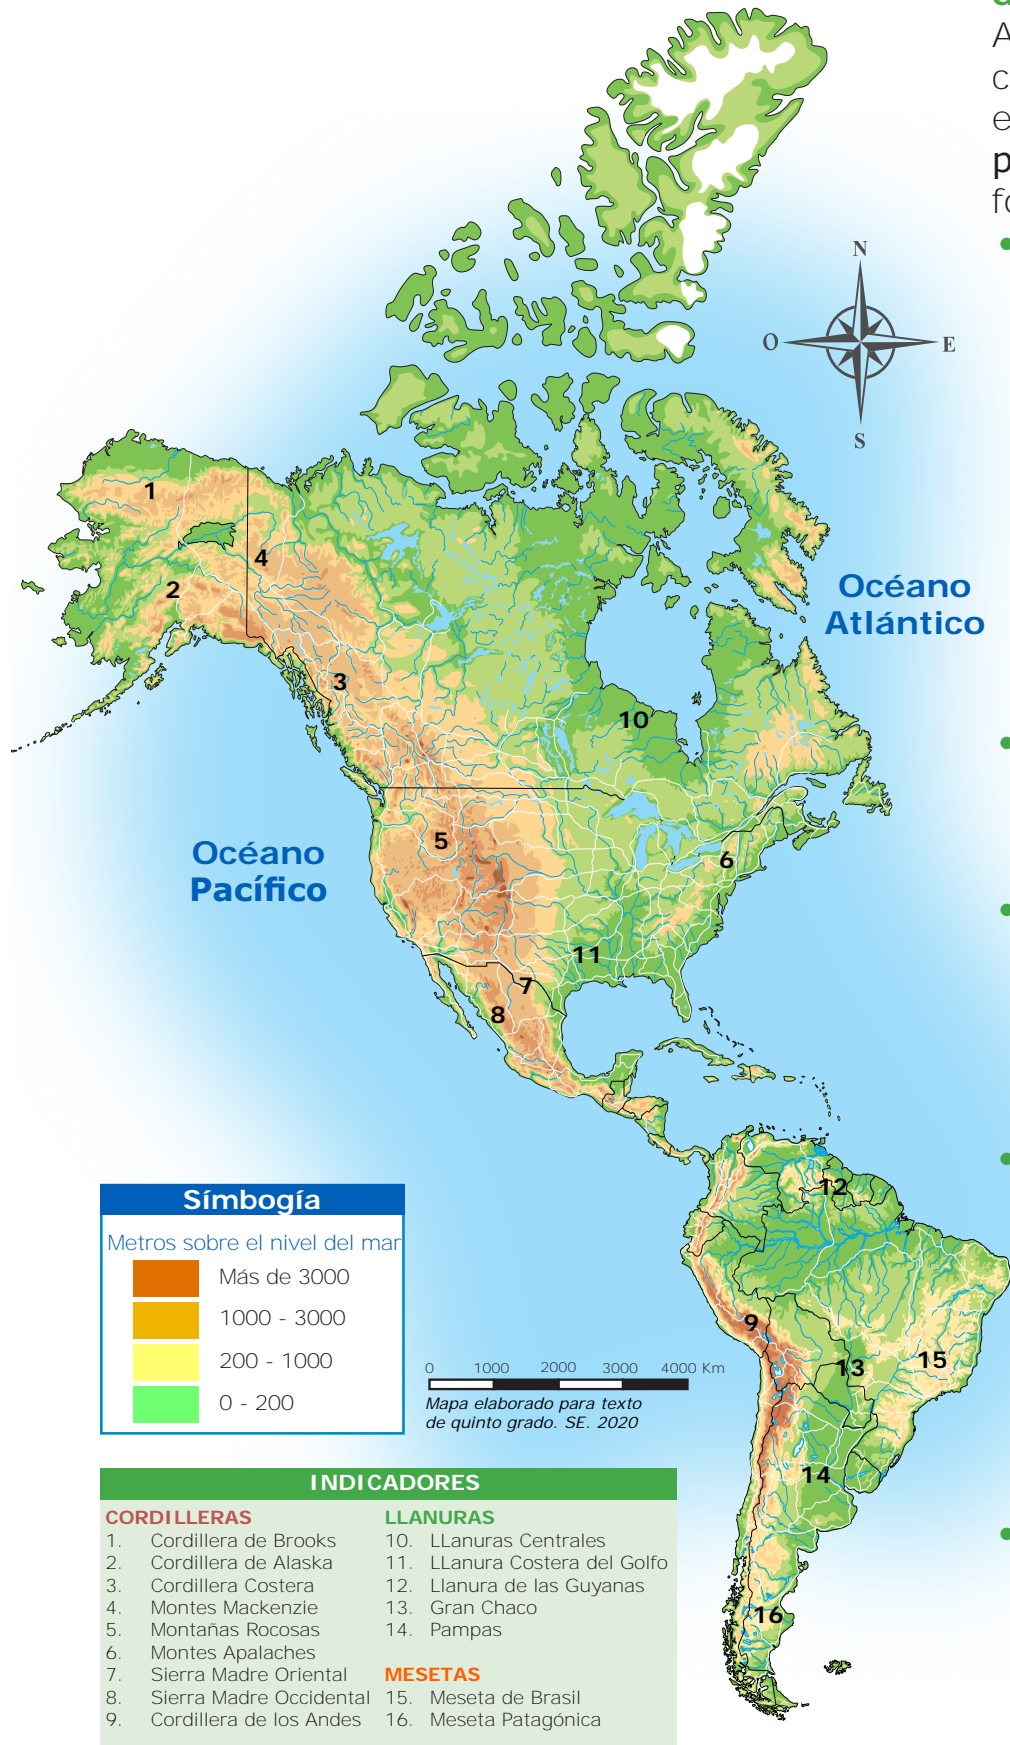 A
c
e
p
fo
N
O
E
S
1
2
4
3
Océano
Atlántico
10
5
6
Océano
Pacífico
11
7
8
12
9
13
15
14
16
Símbogía
Metros sobre el nivel del mar
Más de 3000
1000 - 3000
200 - 1000
0 - 200
0 1000 2000 3000 4000 Km
Mapa elaborado para texto
de quinto grado. SE. 2020
INDICADORES
CORDILLERAS
1. Cordillera de Brooks
2. Cordillera de Alaska
3. Cordillera Costera
4. Montes Mackenzie
5. Montañas Rocosas
6. Montes Apalaches
7. Sierra Madre Oriental
8. Sierra Madre Occidental
9. Cordillera de los Andes
LLANURAS
10. LLanuras Centrales
11. LLanura Costera del Golfo
12. Llanura de las Guyanas
13. Gran Chaco
14. Pampas
MESETAS
15. Meseta de Brasil
16. Meseta Patagónica